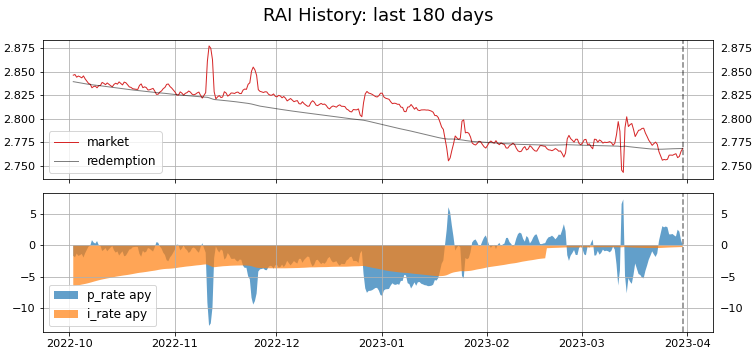 RAI History: last 180 days
2.875 2.875
2.850 2.850
2.825 2.825
2.800 2.800
2.775 2.775
2.750 2.750
market
redemption
5 5
0 0
−5 −5
−10 −10
p_rate apy
i_rate apy
2022-10 2022-11 2022-12 2023-01 2023-02 2023-03 2023-04